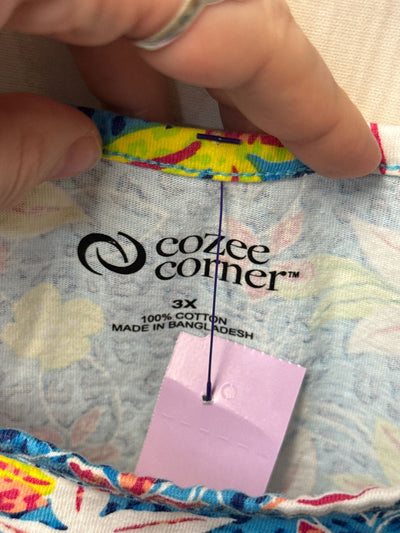 cozee
corner™
3X
100% COTTON
MADE IN BANGLADESH